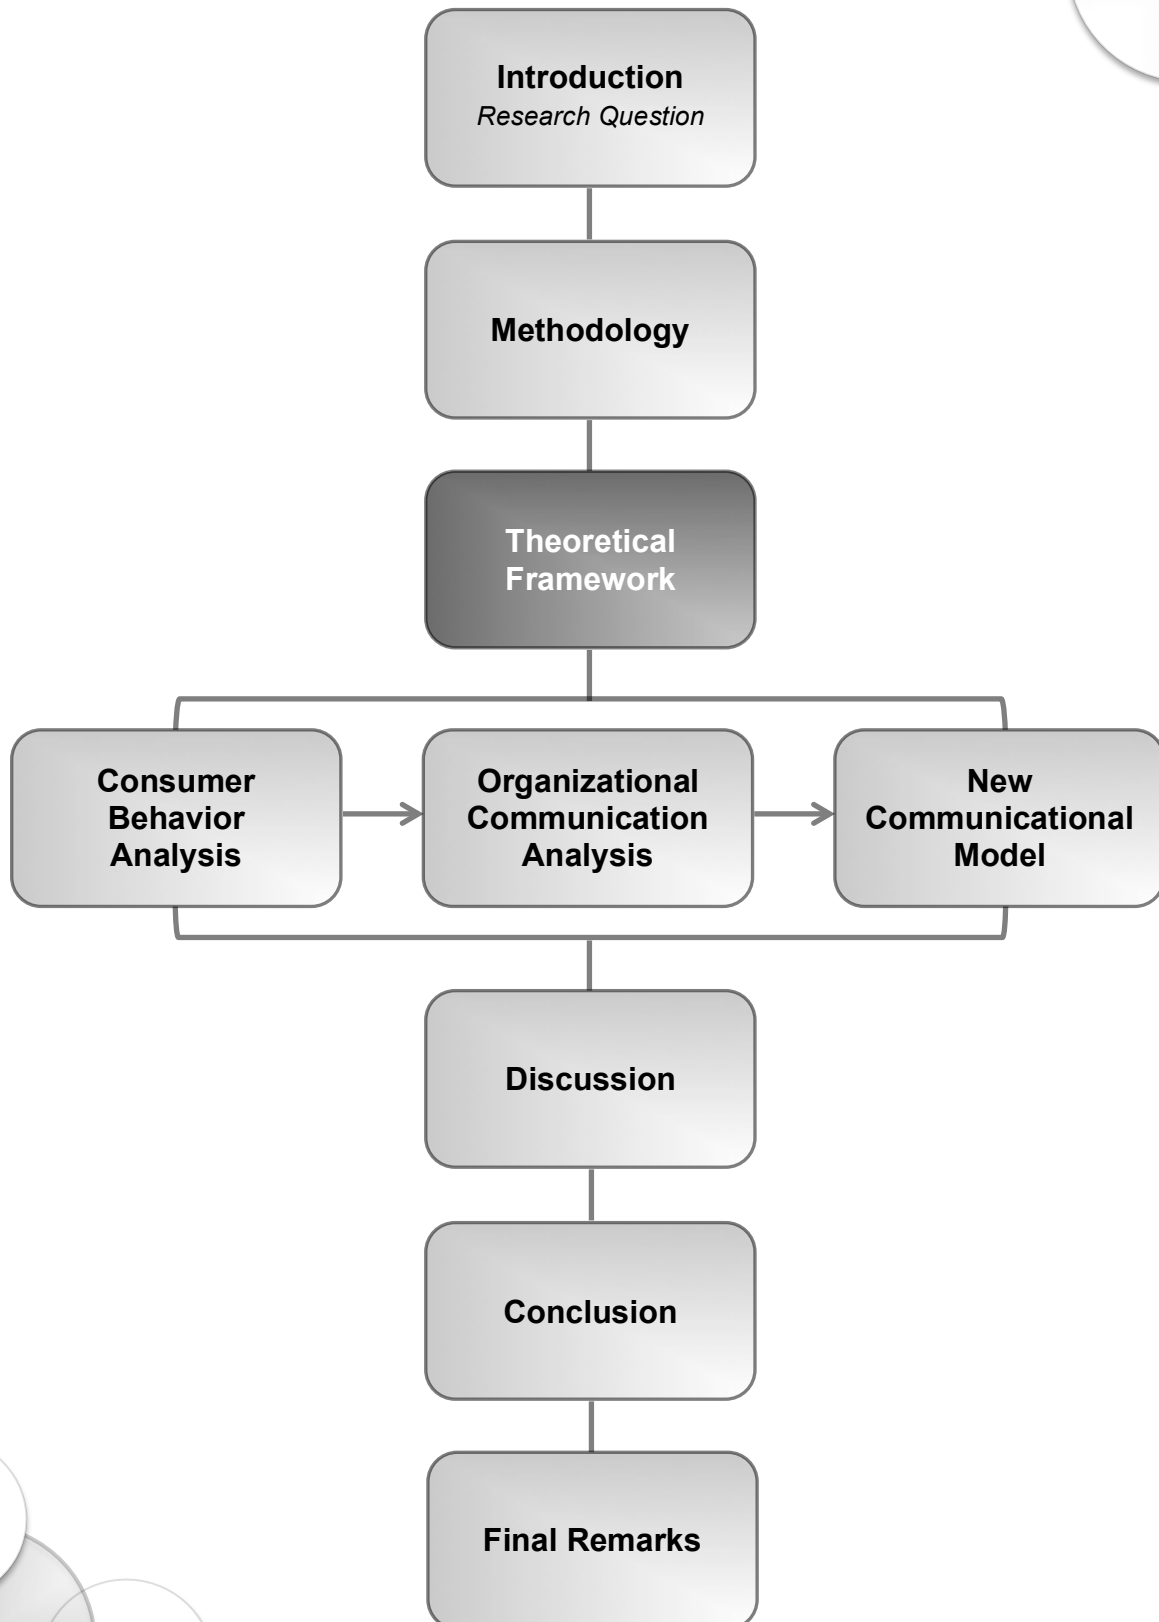 Introduction
Research Question
Methodology
Theoretical
Framework
Consumer
Behavior
Analysis
Organizational
Communication
Analysis
New
Communicational
Model
Discussion
Conclusion
Final Remarks